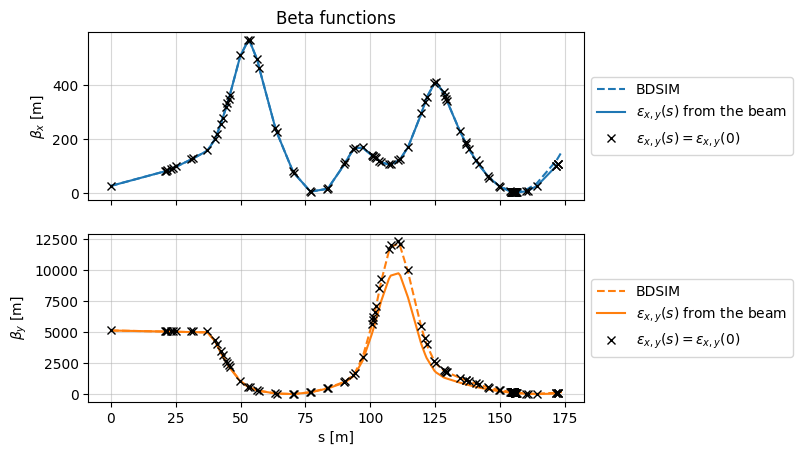 Beta functions
400
200
0
βx [m]
BDSIM
εx,y(s) from the beam
εx,y(s) = εx,y(0)
12500
10000
7500
5000
2500
0
βy [m]
BDSIM
εx,y(s) from the beam
εx,y(s) = εx,y(0)
0 25 50 75 100 125 150 175
s [m]